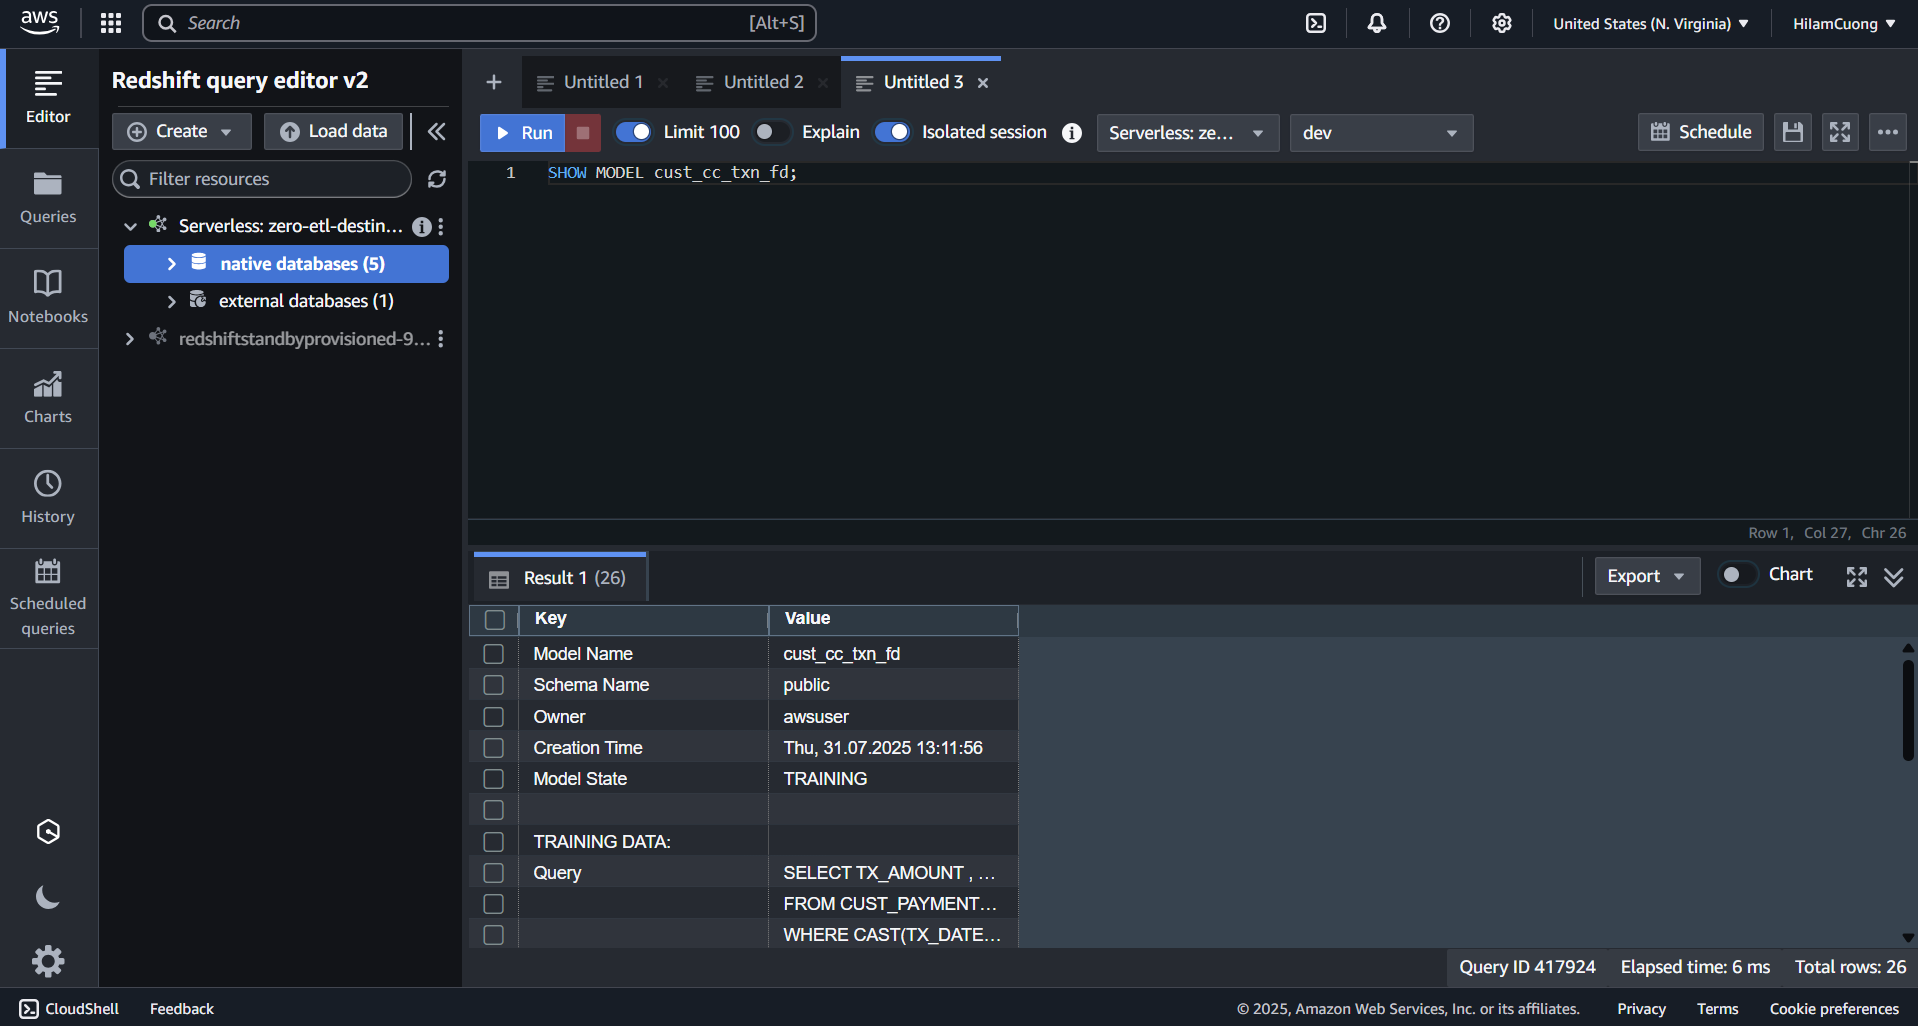 aws
Search [Alt+S]
United States (N. Virginia)
HilamCuong
Editor
Queries
Notebooks
Charts
History
Scheduled
queries
Redshift query editor v2
Create
Load data
Filter resources
Serverless: zero-etl-destin...
native databases (5)
external databases (1)
redshiftstandbyprovisioned-9...
Untitled 1
Untitled 2
Untitled 3
Run
Limit 100
Explain
Isolated session
Serverless: ze...
dev
Schedule
1 SHOW MODEL cust_cc_txn_fd;
Row 1, Col 27, Chr 26
Result 1 (26)
Export
Chart
Key Value
Model Name cust_cc_txn_fd
Schema Name public
Owner awsuser
Creation Time Thu, 31.07.2025 13:11:56
Model State TRAINING
TRAINING DATA:
Query SELECT TX_AMOUNT , ...
FROM CUST_PAYMENT...
WHERE CAST(TX_DATE...
Query ID 417924 Elapsed time: 6 ms Total rows: 26
CloudShell Feedback
© 2025, Amazon Web Services, Inc. or its affiliates. Privacy Terms Cookie preferences